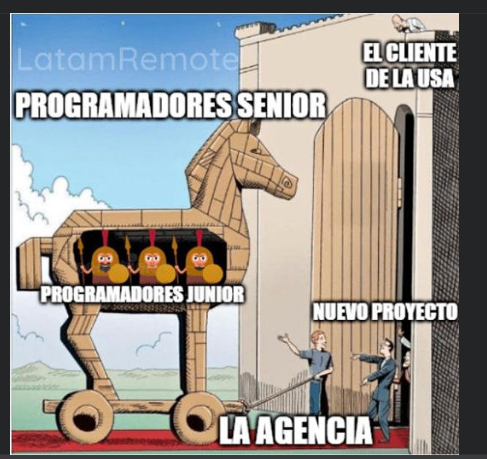 LatamRemote
EL CLIENTE
DE LA USA
PROGRAMADORES SENIOR
PROGRAMADORES JUNIOR
NUEVO PROYECTO
LA AGENCIA